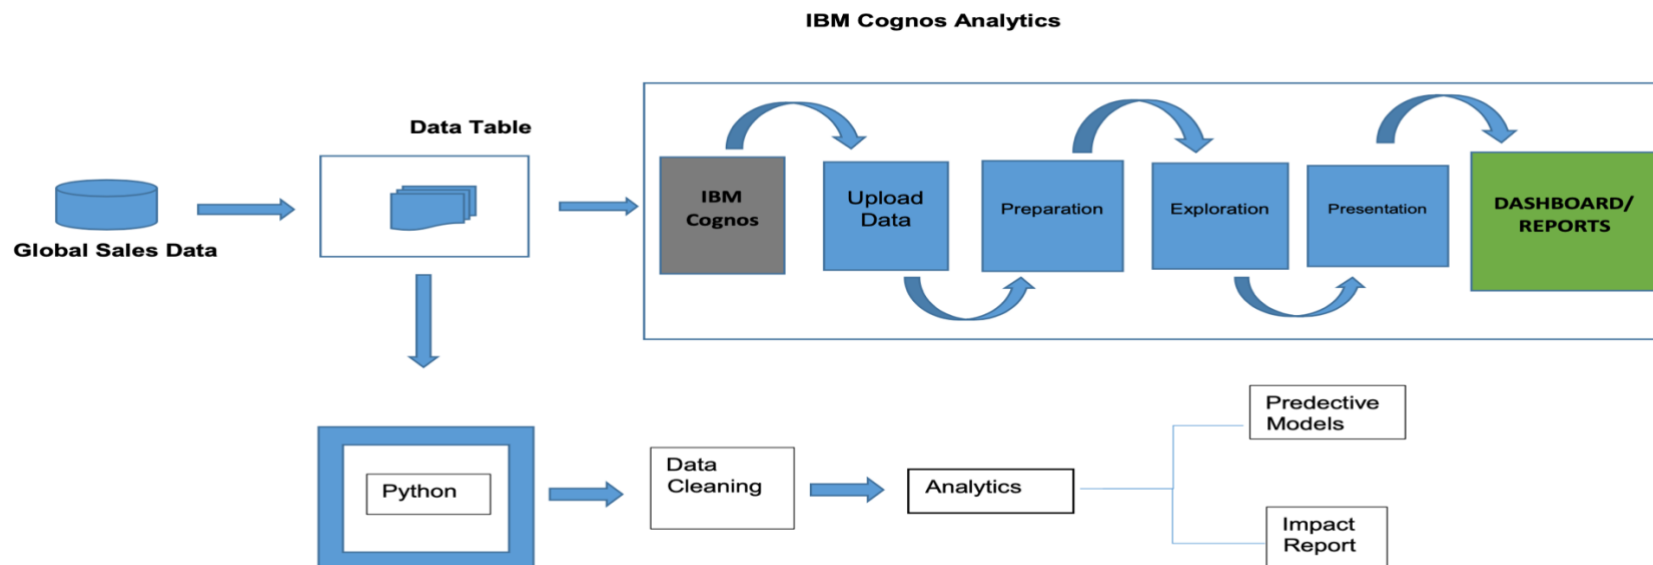 IBM Cognos Analytics
Data Table
Global Sales Data
IBM
Cognos
Upload
Data
Preparation
Exploration
Presentation
DASHBOARD/
REPORTS
Python
Data
Cleaning
Analytics
Predective
Models
Impact
Report